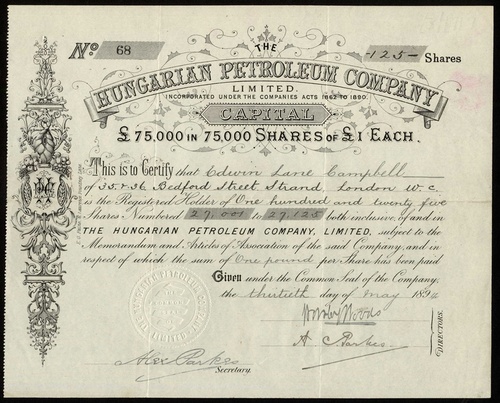 No. 68
-125- Shares
THE
HUNGARIAN PETROLEUM COMPANY
LIMITED.
INCORPORATED UNDER THE COMPANIES ACTS 1862 TO 1890.
CAPITAL
£75,000 IN 75,000 SHARES OF £1 EACH.
This is to Certify that Edwin Lane Campbell
of 35 & 36 Bedford Street Strand, London W.C.
is the Registered Holder of One hundred and twenty five
Shares Numbered 27,001 to 27,125 both inclusive, of and in
THE HUNGARIAN PETROLEUM COMPANY, LIMITED, subject to the
Memorandum and Articles of Association of the said Company, and in
respect of which the sum of One pound per Share has been paid
Given under the Common Seal of the Company,
the thirtieth day of May 1894
Woods
A Parkes
DIRECTORS.
Alex Parkes
Secretary.